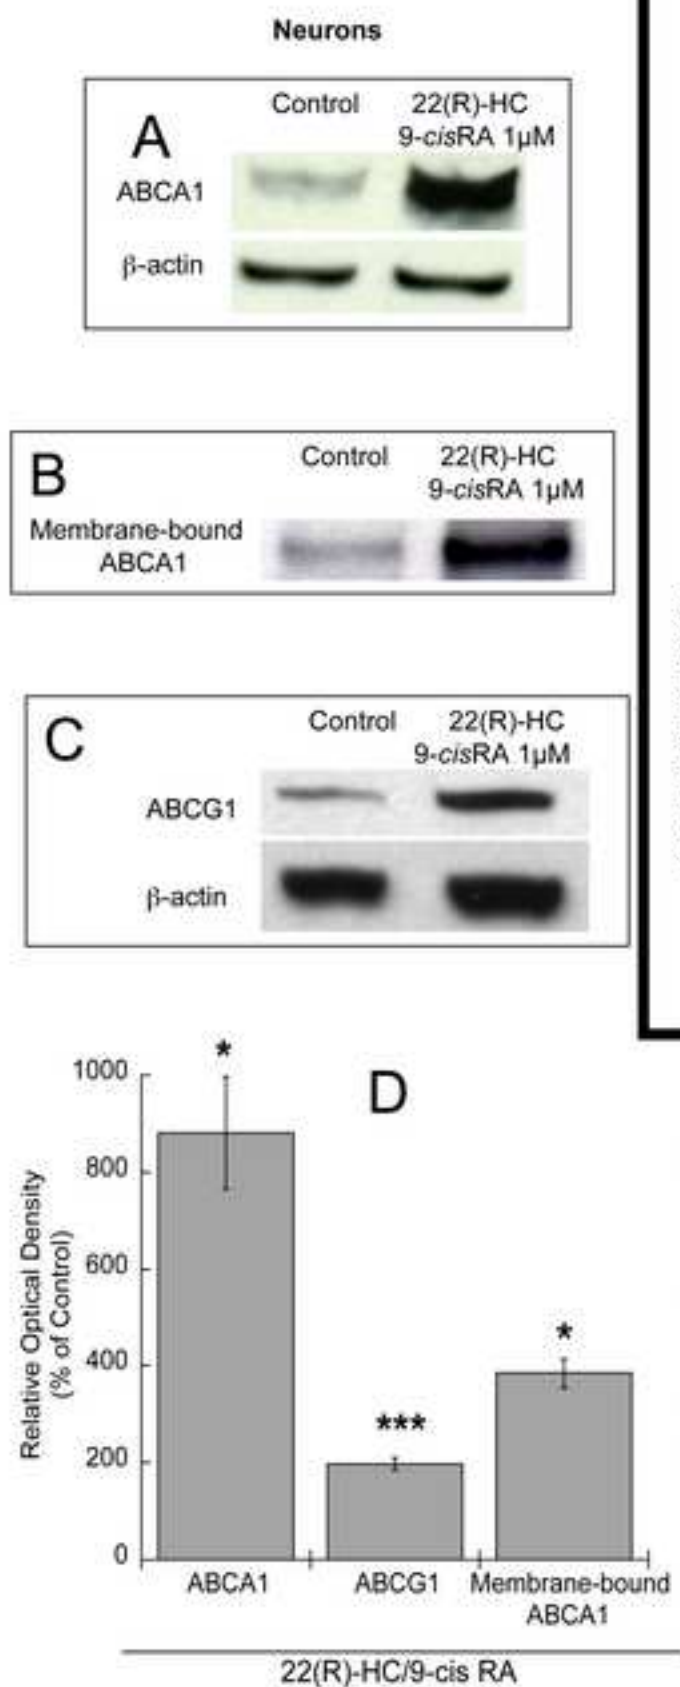 Neurons
A
Control 22(R)-HC
9-cisRA 1µM
ABCA1
β-actin
B
Control 22(R)-HC
9-cisRA 1µM
Membrane-bound
ABCA1
C
Control 22(R)-HC
9-cisRA 1µM
ABCG1
β-actin
D
Relative Optical Density
(% of Control)
1000
800
600
400
200
0
*
***
*
ABCA1 ABCG1 Membrane-bound
ABCA1
22(R)-HC/9-cis RA